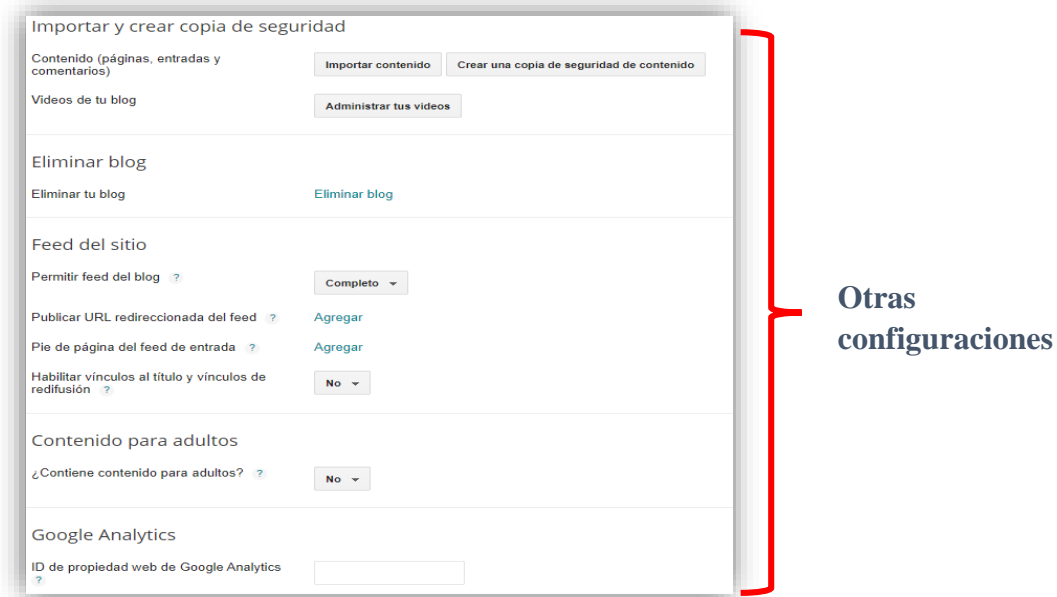 Importar y crear copia de seguridad
Contenido (páginas, entradas y
comentarios)
Importar contenido
Crear una copia de seguridad de contenido
Videos de tu blog
Administrar tus videos
Eliminar blog
Eliminar tu blog
Eliminar blog
Feed del sitio
Permitir feed del blog ?
Completo
Publicar URL redireccionada del feed ?
Agregar
Pie de página del feed de entrada ?
Agregar
Habilitar vínculos al título y vínculos de
redifusión ?
No
Contenido para adultos
¿Contiene contenido para adultos? ?
No
Google Analytics
ID de propiedad web de Google Analytics
?
Otras
configuraciones